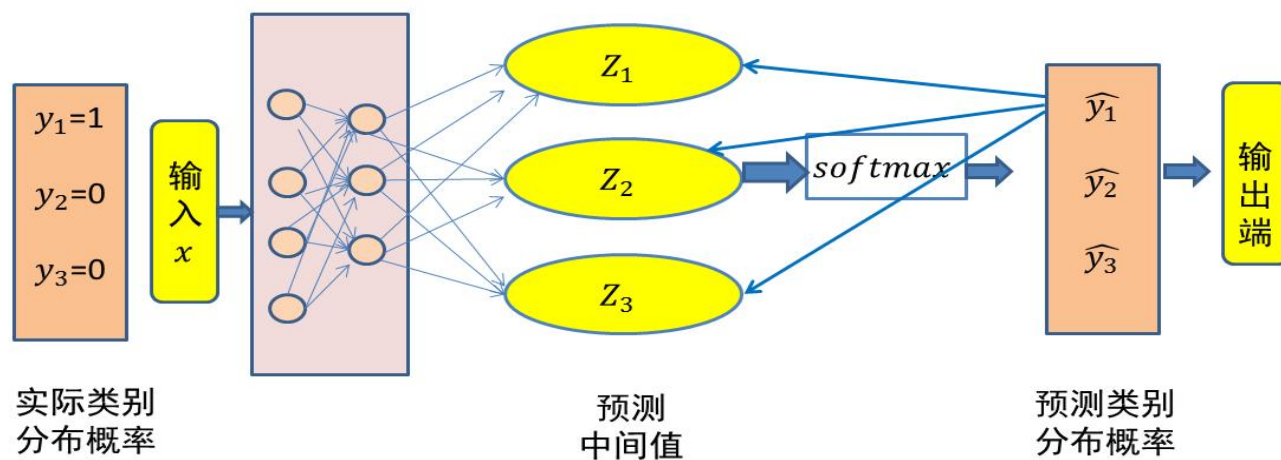 y₁=1
y₂=0
y₃=0
实际类别
分布概率
输
入
x
Z₁
Z₂
Z₃
预测
中间值
softmax
ŷ₁
ŷ₂
ŷ₃
预测类别
分布概率
输
出
端